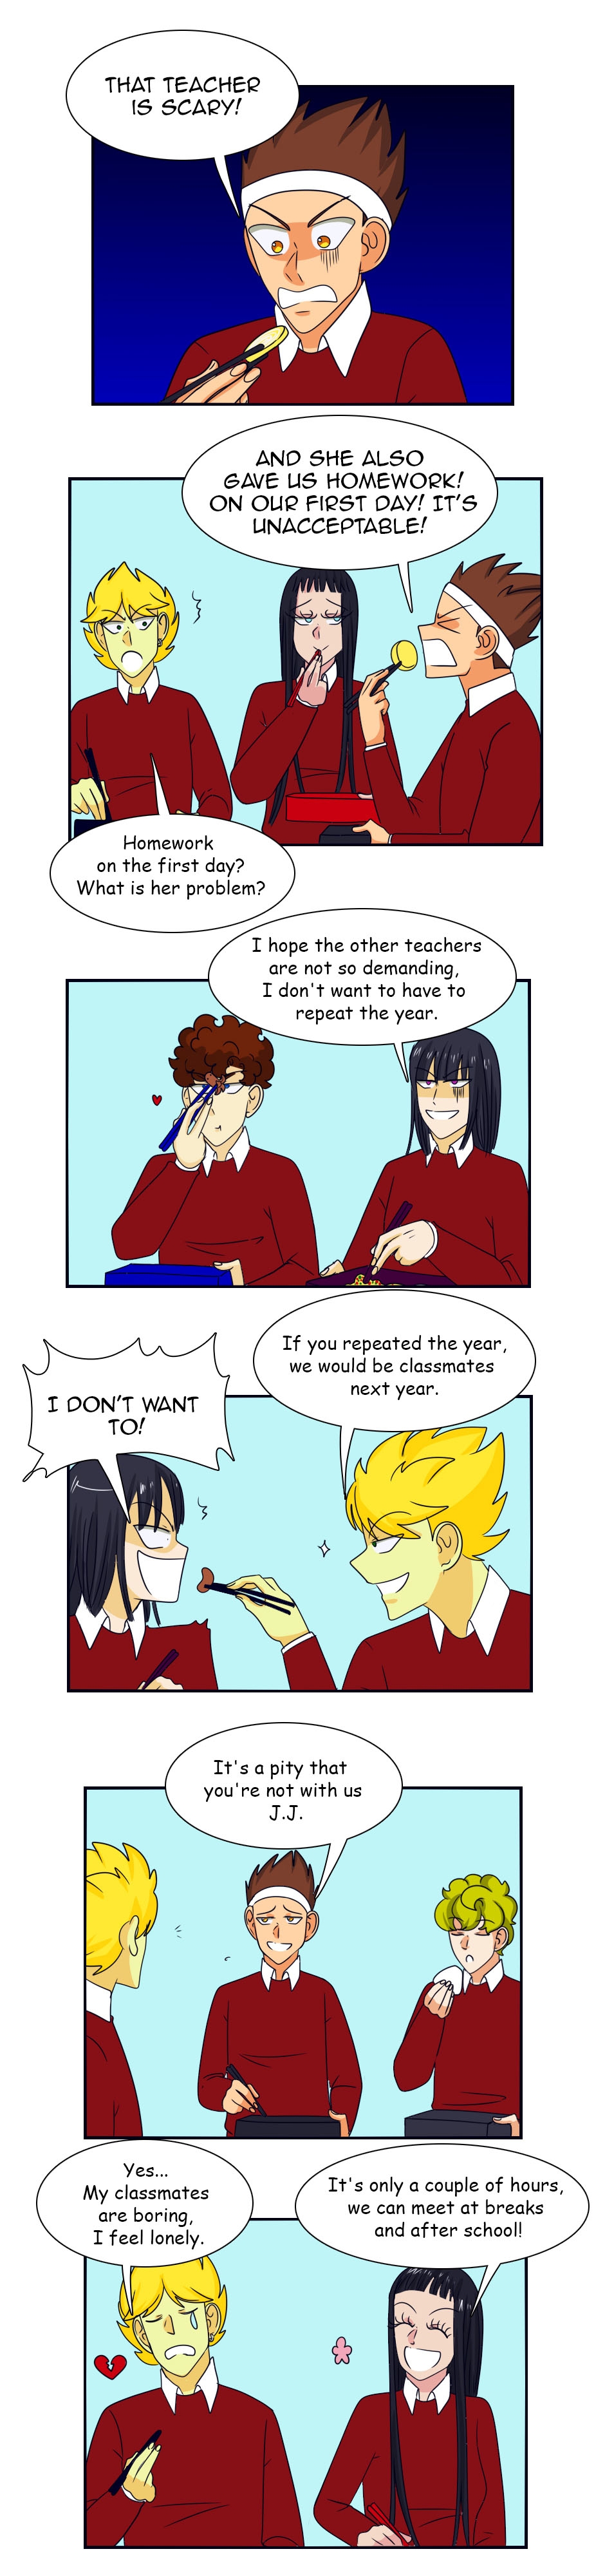 THAT TEACHER
IS SCARY!
AND SHE ALSO
GAVE US HOMEWORK!
ON OUR FIRST DAY! IT'S
UNACCEPTABLE!
Homework
on the first day?
What is her problem?
I hope the other teachers
are not so demanding,
I don't want to have to
repeat the year.
If you repeated the year,
we would be classmates
next year.
I DON'T WANT
TO!
It's a pity that
you're not with us
J.J.
Yes...
My classmates
are boring,
I feel lonely.
It's only a couple of hours,
we can meet at breaks
and after school!